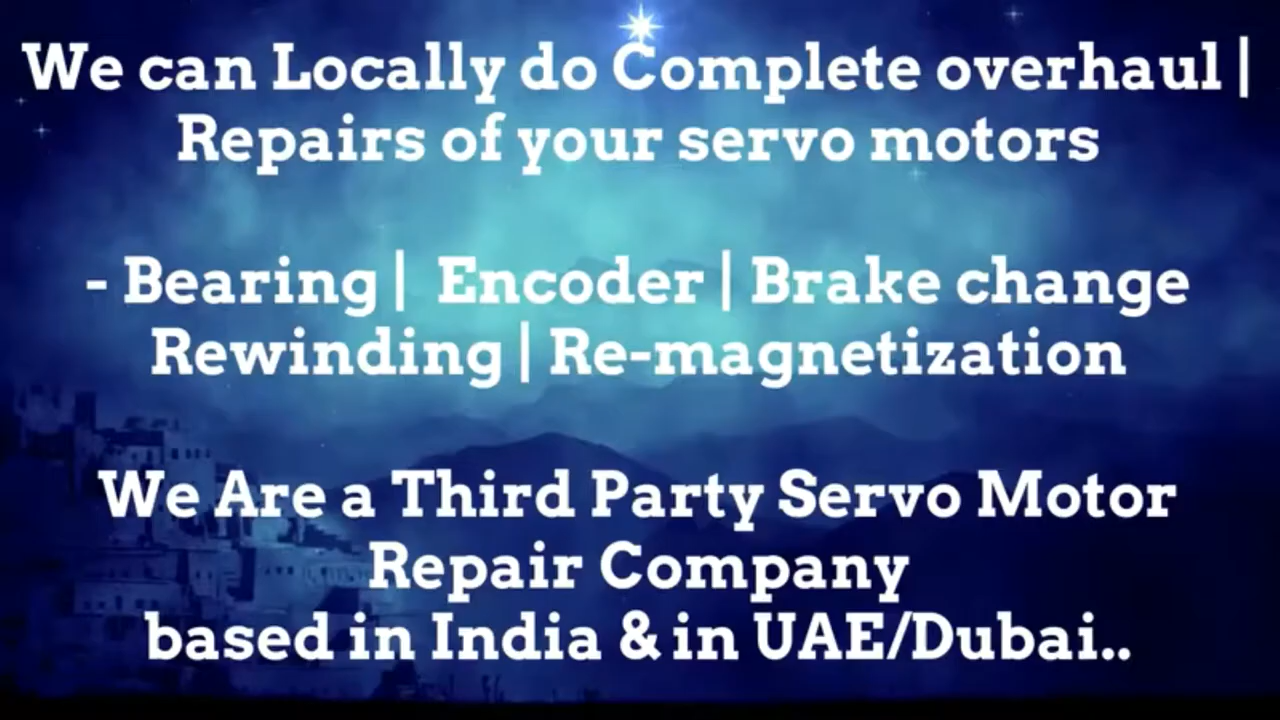 We can Locally do Complete overhaul |
Repairs of your servo motors
- Bearing | Encoder | Brake change
Rewinding | Re-magnetization
We Are a Third Party Servo Motor
Repair Company
based in India & in UAE/Dubai..